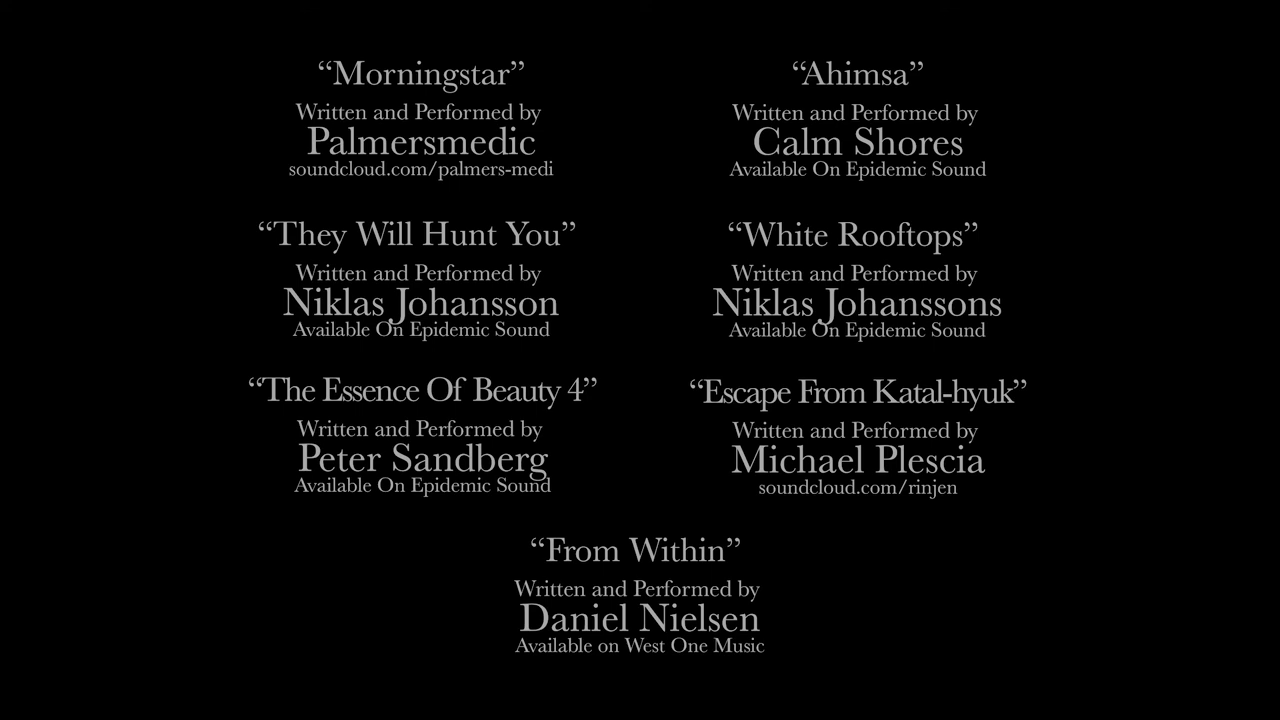 “Morningstar”
Written and Performed by
Palmersmedic
soundcloud.com/palmers-medi
“Ahimsa”
Written and Performed by
Calm Shores
Available On Epidemic Sound
“They Will Hunt You”
Written and Performed by
Niklas Johansson
Available On Epidemic Sound
“White Rooftops”
Written and Performed by
Niklas Johanssons
Available On Epidemic Sound
“The Essence Of Beauty 4”
Written and Performed by
Peter Sandberg
Available On Epidemic Sound
“Escape From Katal-hyuk”
Written and Performed by
Michael Plescia
soundcloud.com/rinjen
“From Within”
Written and Performed by
Daniel Nielsen
Available on West One Music